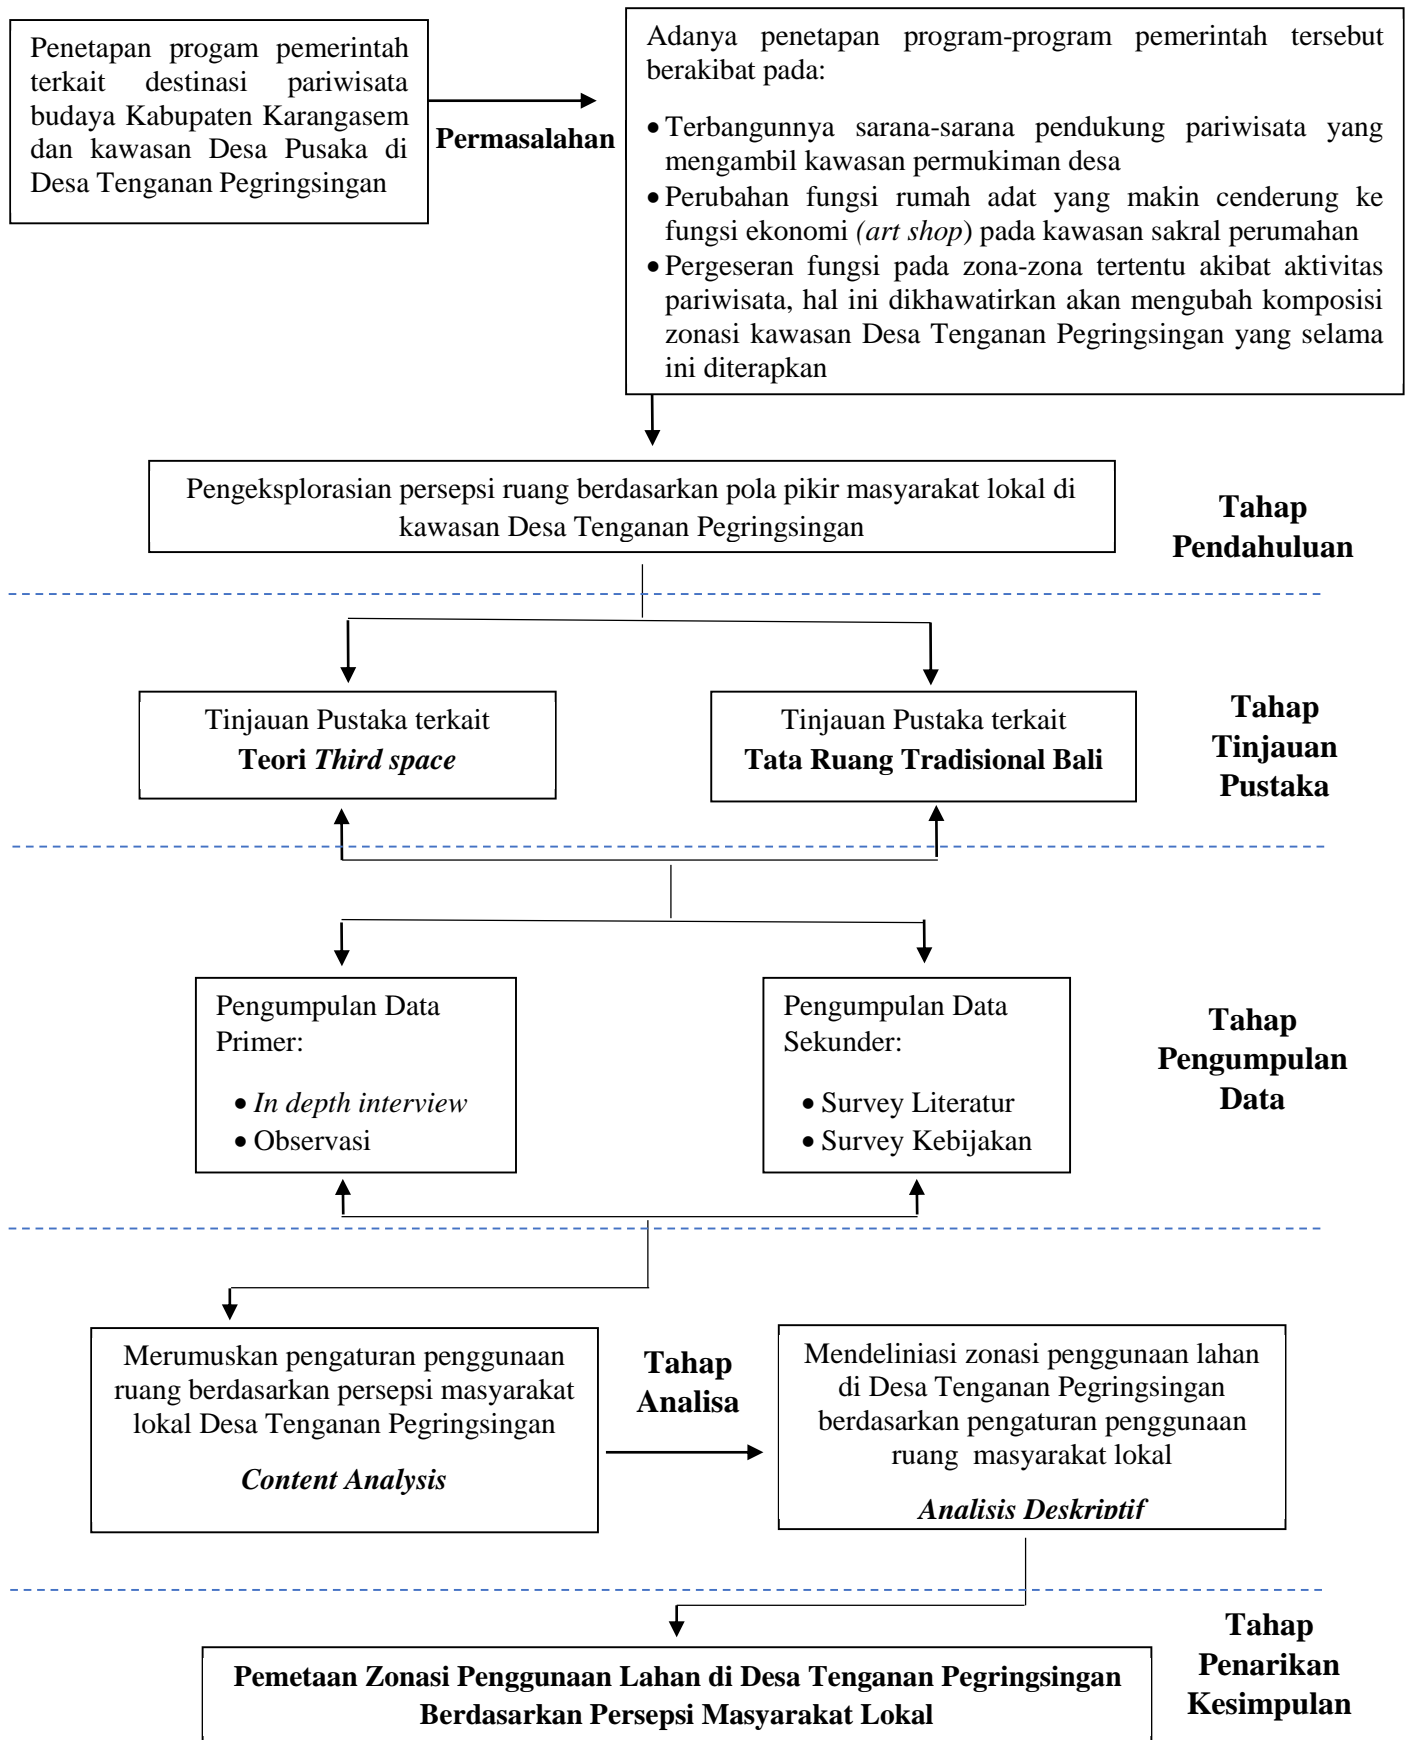 Penetapan progam pemerintah
terkait destinasi pariwisata
budaya Kabupaten Karangasem
dan kawasan Desa Pusaka di
Desa Tenganan Pegringsingan
Permasalahan
Adanya penetapan program-program pemerintah tersebut
berakibat pada:
• Terbangunnya sarana-sarana pendukung pariwisata yang
mengambil kawasan permukiman desa
• Perubahan fungsi rumah adat yang makin cenderung ke
fungsi ekonomi (art shop) pada kawasan sakral perumahan
• Pergeseran fungsi pada zona-zona tertentu akibat aktivitas
pariwisata, hal ini dikhawatirkan akan mengubah komposisi
zonasi kawasan Desa Tenganan Pegringsingan yang selama
ini diterapkan
Pengeksplorasian persepsi ruang berdasarkan pola pikir masyarakat lokal di
kawasan Desa Tenganan Pegringsingan
Tahap
Pendahuluan
Tinjauan Pustaka terkait
Teori Third space
Tinjauan Pustaka terkait
Tata Ruang Tradisional Bali
Tahap
Tinjauan
Pustaka
Pengumpulan Data
Primer:
• In depth interview
• Observasi
Pengumpulan Data
Sekunder:
• Survey Literatur
• Survey Kebijakan
Tahap
Pengumpulan
Data
Merumuskan pengaturan penggunaan
ruang berdasarkan persepsi masyarakat
lokal Desa Tenganan Pegringsingan
Content Analysis
Tahap
Analisa
Mendeliniasi zonasi penggunaan lahan
di Desa Tenganan Pegringsingan
berdasarkan pengaturan penggunaan
ruang masyarakat lokal
Analisis Deskriptif
Tahap
Penarikan
Kesimpulan
Pemetaan Zonasi Penggunaan Lahan di Desa Tenganan Pegringsingan
Berdasarkan Persepsi Masyarakat Lokal